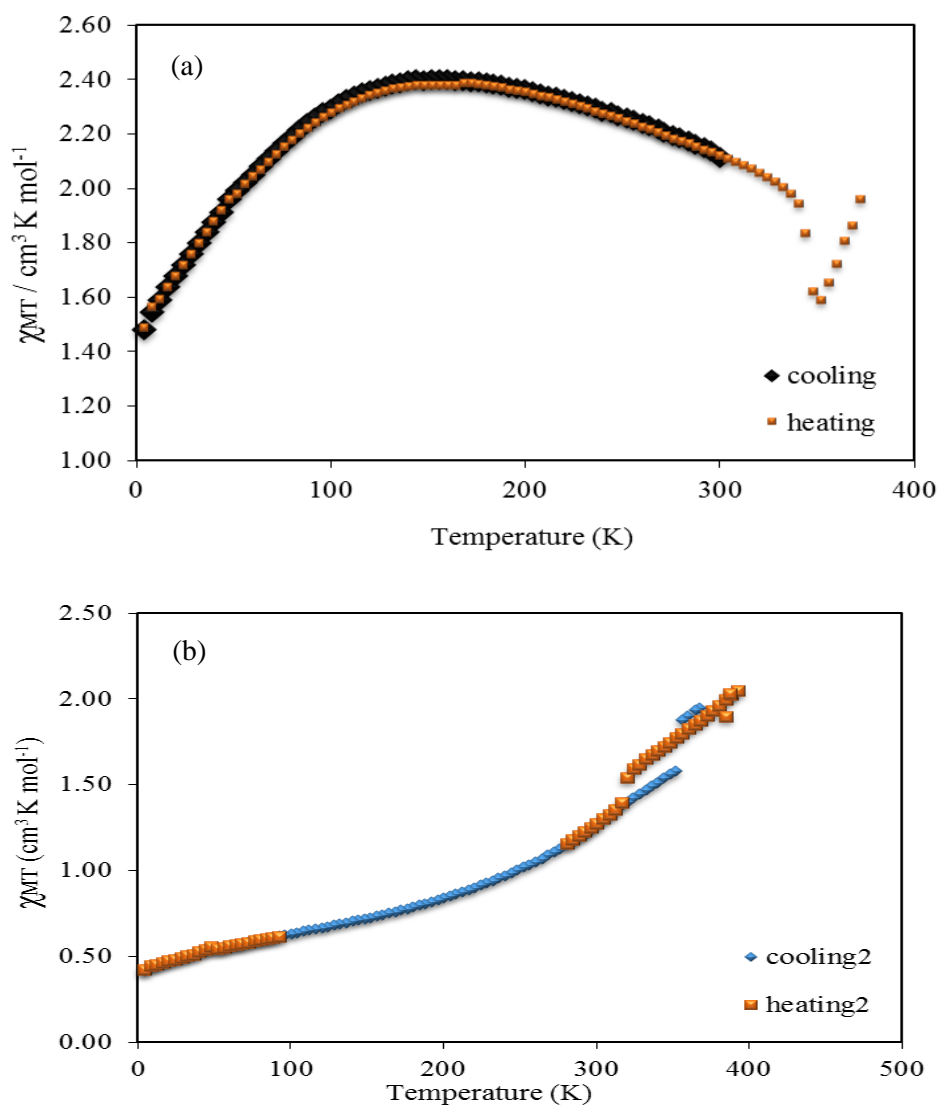 (a)
2.60
2.40
2.20
2.00
1.80
1.60
1.40
1.20
1.00
χMT / cm³ K mol⁻¹
0 100 200 300 400
Temperature (K)
cooling
heating
(b)
2.50
2.00
1.50
1.00
0.50
0.00
χMT (cm³ K mol⁻¹)
0 100 200 300 400 500
Temperature (K)
cooling2
heating2